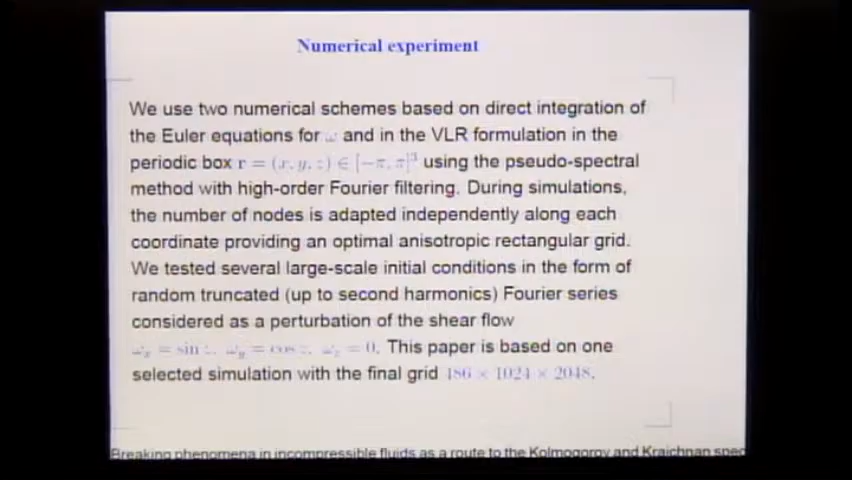 Numerical experiment
We use two numerical schemes based on direct integration of
the Euler equations for ω and in the VLR formulation in the
periodic box r = (x, y, z) ∈ [−π, π]³ using the pseudo-spectral
method with high-order Fourier filtering. During simulations,
the number of nodes is adapted independently along each
coordinate providing an optimal anisotropic rectangular grid.
We tested several large-scale initial conditions in the form of
random truncated (up to second harmonics) Fourier series
considered as a perturbation of the shear flow
ωₓ = sin z, ω_y = cos z, ω_z = 0. This paper is based on one
selected simulation with the final grid 486 × 1024 × 2048.
Breaking phenomena in incompressible fluids as a route to the Kolmogorov and Kraichnan spec